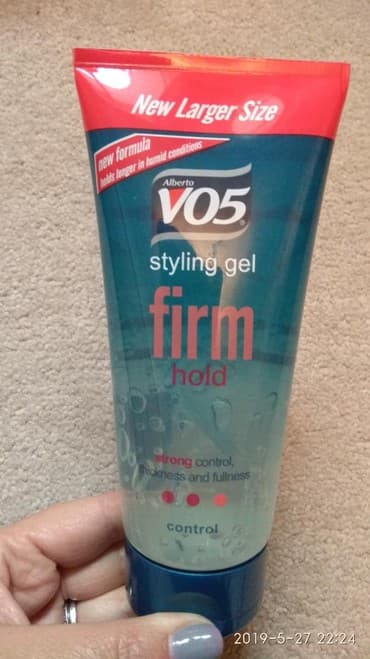 New Larger Size
new formula
holds longer in humid conditions
Alberto
VO5
styling gel
firm
hold
strong control,
thickness and fullness
control
2019-5-27 22:24